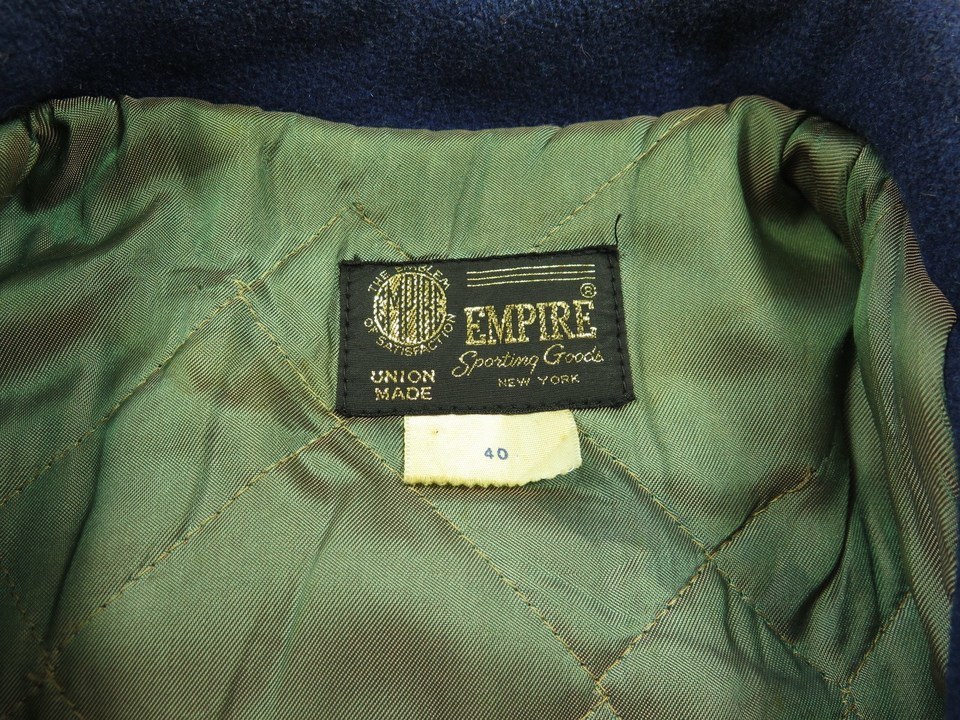 THE EMBLEM
OF SATISFACTION
UNION
MADE
EMPIRE®
Sporting Goods
NEW YORK
40